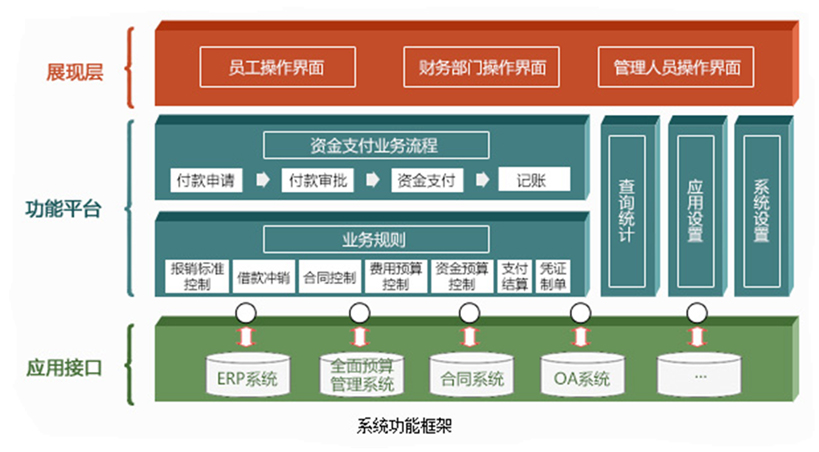 展现层
员工操作界面
财务部门操作界面
管理人员操作界面
功能平台
资金支付业务流程
付款申请
付款审批
资金支付
记账
业务规则
报销标准
控制
借款冲销
合同控制
费用预算
控制
资金预算
控制
支付
结算
凭证
制单
查询统计
应用设置
系统设置
应用接口
ERP系统
全面预算
管理系统
合同系统
OA系统
...
系统功能框架